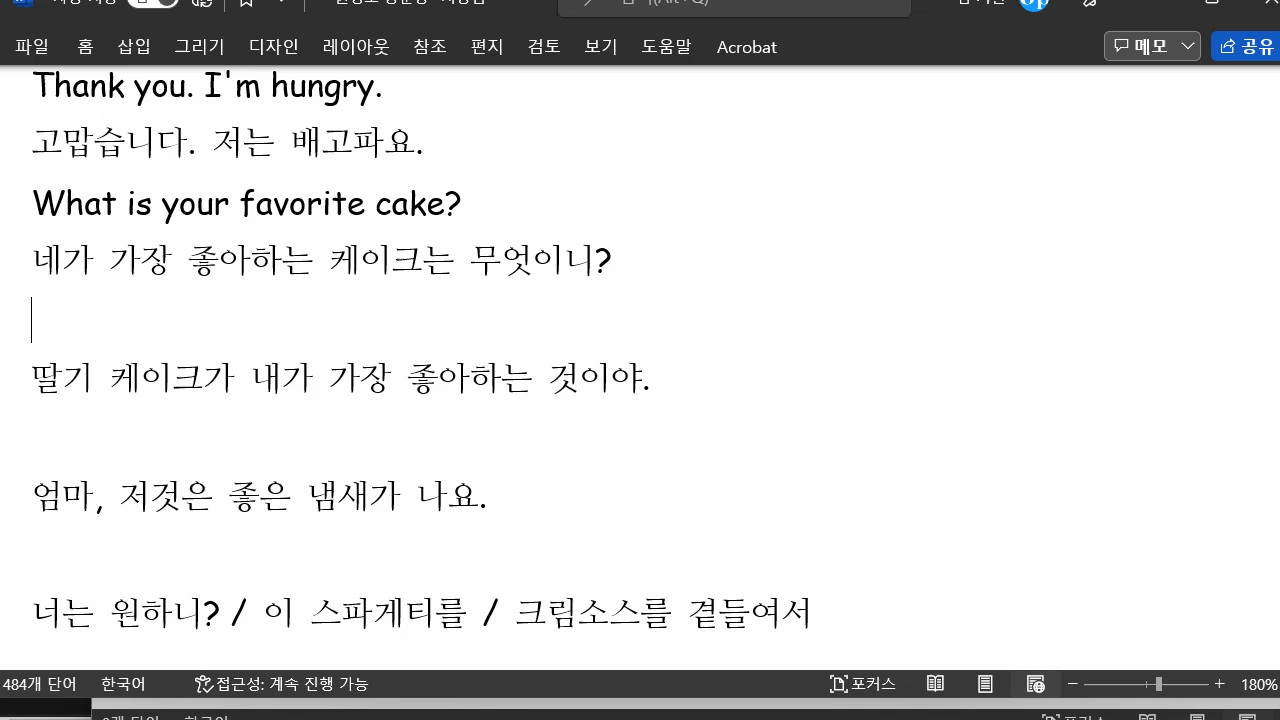 파일 홈 삽입 그리기 디자인 레이아웃 참조 편지 검토 보기 도움말 Acrobat 메모 공유
Thank you. I'm hungry.
고맙습니다. 저는 배고파요.
What is your favorite cake?
네가 가장 좋아하는 케이크는 무엇이니?
딸기 케이크가 내가 가장 좋아하는 것이야.
엄마, 저것은 좋은 냄새가 나요.
너는 원하니? / 이 스파게티를 / 크림소스를 곁들여서
484개 단어 한국어 접근성: 계속 진행 가능 포커스 180%